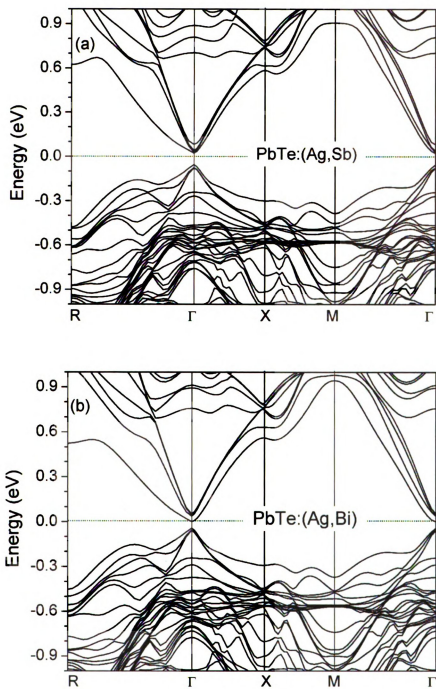 0.9
(a)
0.6
0.3
Energy (eV)
0.0
PbTe:(Ag,Sb)
-0.3
-0.6
-0.9
R Γ X M Γ
0.9
(b)
0.6
0.3
Energy (eV)
0.0
PbTe:(Ag,Bi)
-0.3
-0.6
-0.9
R Γ X M Γ